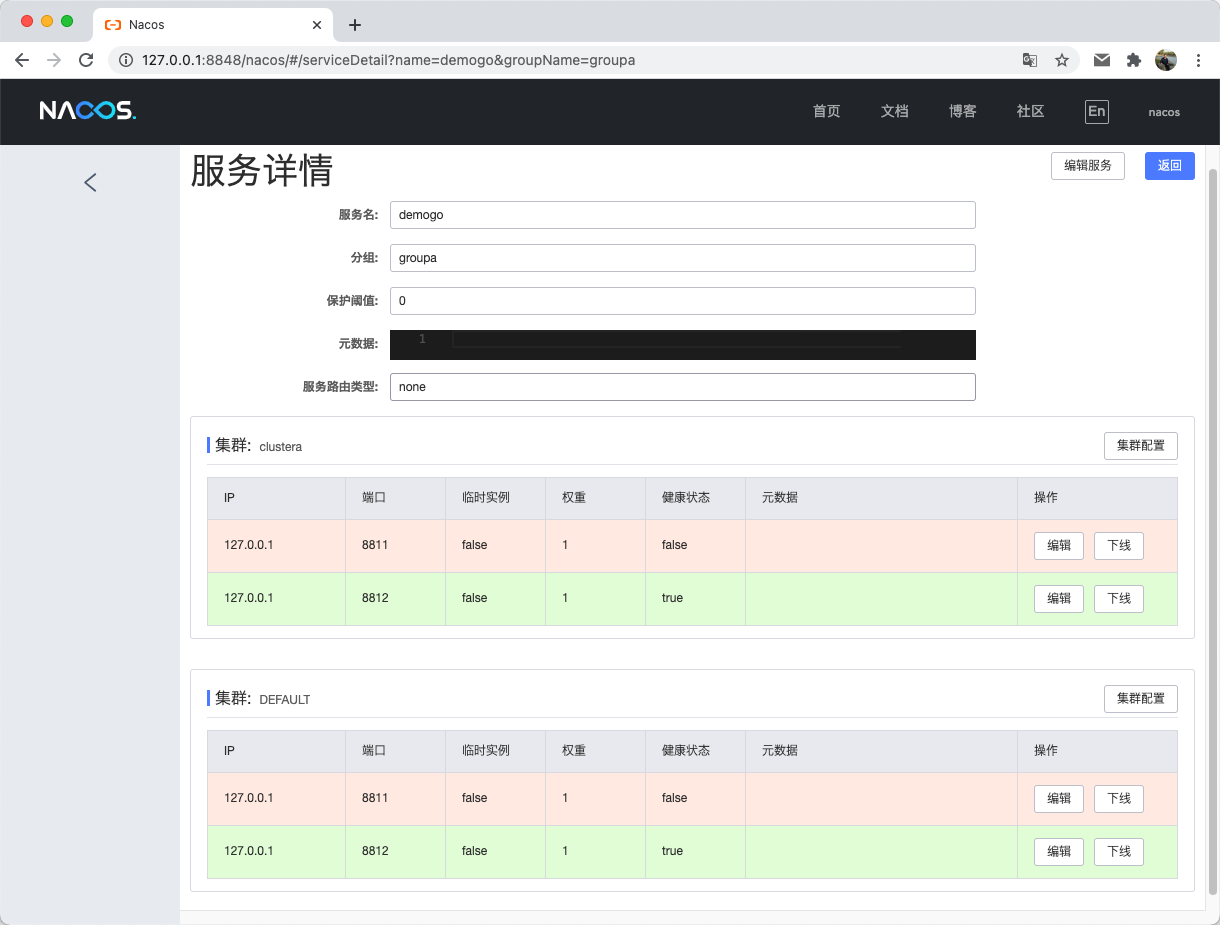 Nacos
127.0.0.1:8848/nacos/#/serviceDetail?name=demogo&groupName=groupa
NACOS. 首页 文档 博客 社区 En nacos
服务详情 编辑服务 返回
服务名: demogo
分组: groupa
保护阈值: 0
元数据: 1
服务路由类型: none
集群: clustera 集群配置
IP 端口 临时实例 权重 健康状态 元数据 操作
127.0.0.1 8811 false 1 false 编辑 下线
127.0.0.1 8812 false 1 true 编辑 下线
集群: DEFAULT 集群配置
IP 端口 临时实例 权重 健康状态 元数据 操作
127.0.0.1 8811 false 1 false 编辑 下线
127.0.0.1 8812 false 1 true 编辑 下线